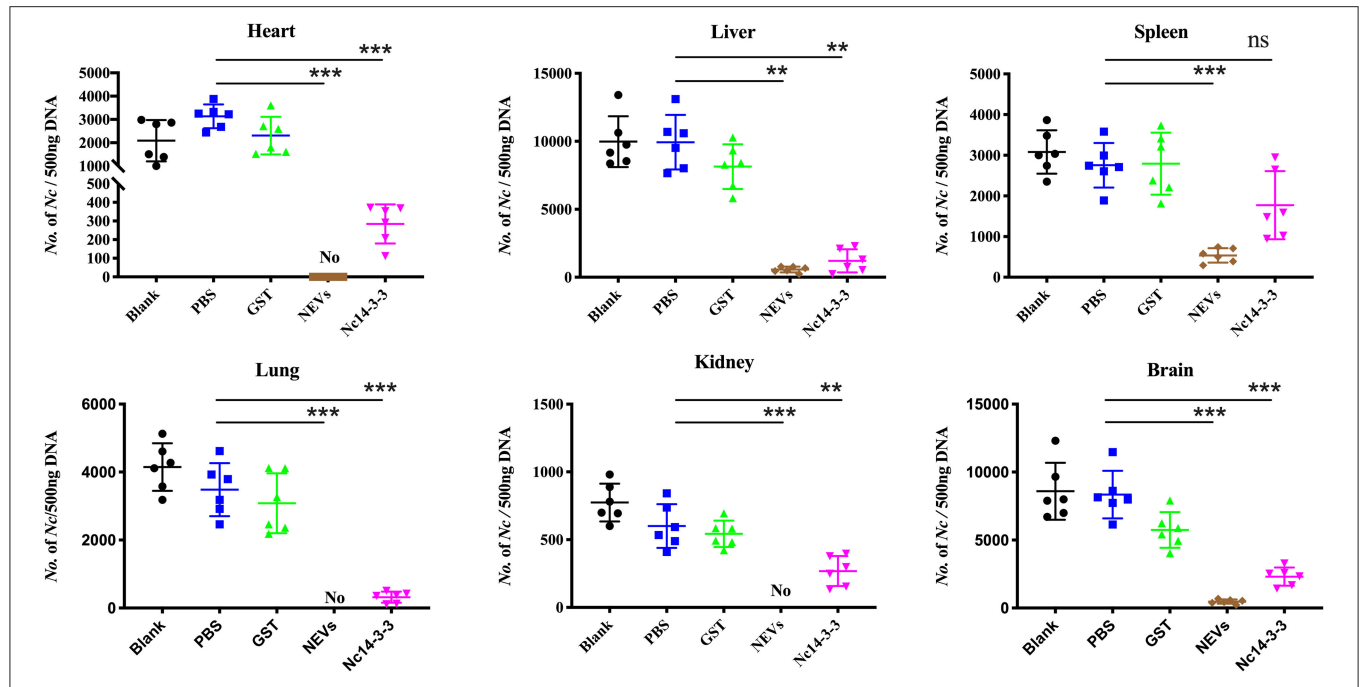 Heart
***
***
No. of Nc / 500ng DNA
5000
4000
3000
2000
1000
500
400
300
200
100
0
No
Blank
PBS
GST
NEVs
Nc14-3-3
Liver
**
**
No. of Nc / 500ng DNA
15000
10000
5000
0
Blank
PBS
GST
NEVs
Nc14-3-3
Spleen
ns
***
No. of Nc / 500ng DNA
5000
4000
3000
2000
1000
0
Blank
PBS
GST
NEVs
Nc14-3-3
Lung
***
***
No. of Nc/500ng DNA
6000
4000
2000
0
No
Blank
PBS
GST
NEVs
Nc14-3-3
Kidney
**
***
No. of Nc / 500ng DNA
1500
1000
500
0
No
Blank
PBS
GST
NEVs
Nc14-3-3
Brain
***
***
No. of Nc / 500ng DNA
15000
10000
5000
0
Blank
PBS
GST
NEVs
Nc14-3-3